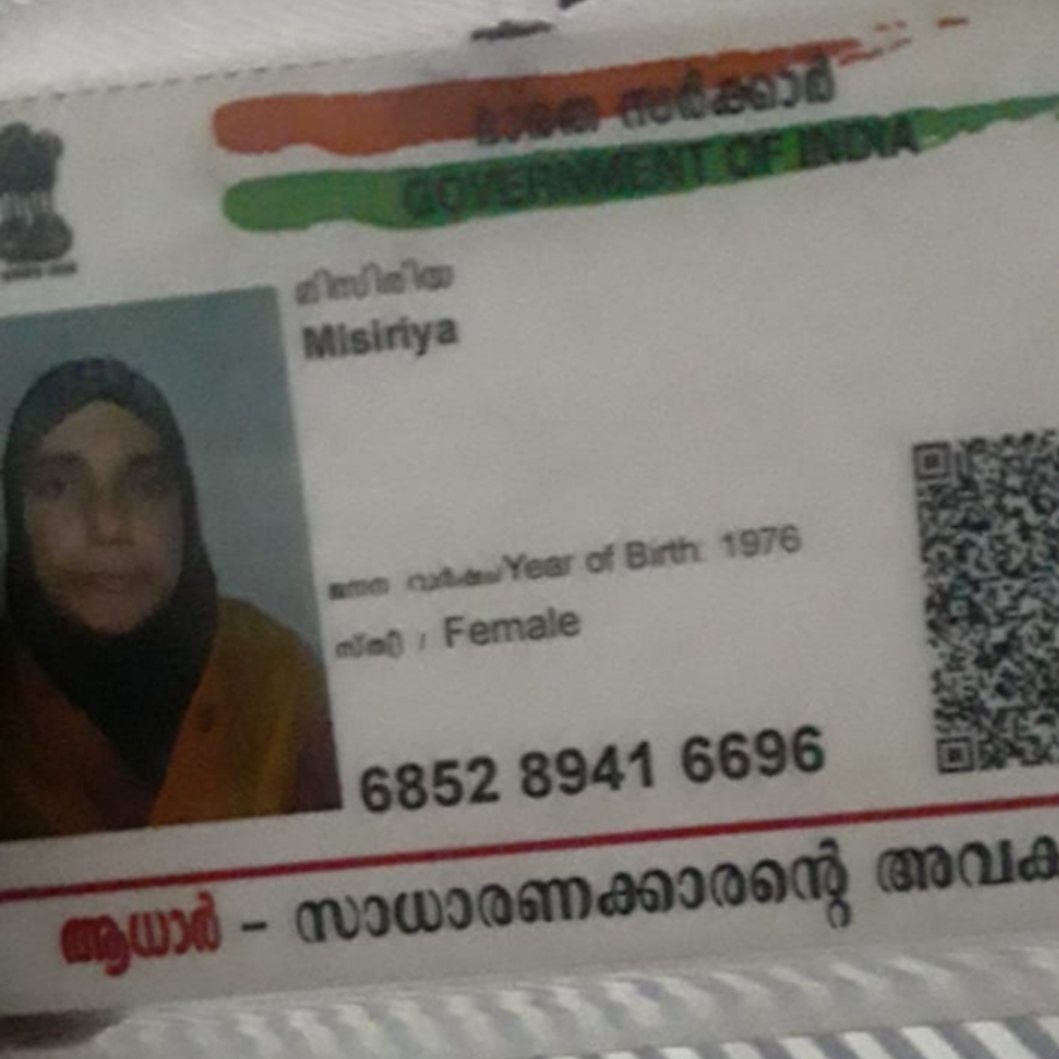 ഭാരത സർക്കാർ
GOVERNMENT OF INDIA
മിസിരിയ
Misiriya
ജനന വർഷം/Year of Birth: 1976
സ്ത്രീ / Female
6852 8941 6696
ആധാർ - സാധാരണക്കാരന്റെ